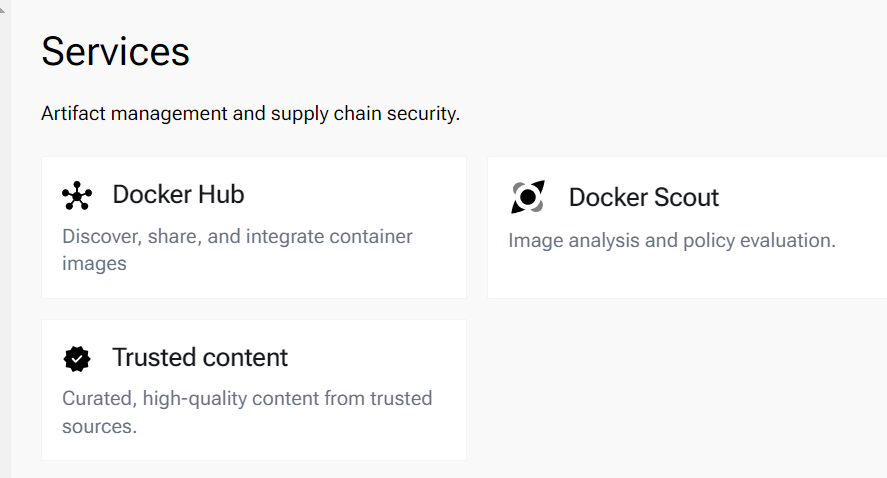 Services
Artifact management and supply chain security.
Docker Hub
Discover, share, and integrate container
images
Docker Scout
Image analysis and policy evaluation.
Trusted content
Curated, high-quality content from trusted
sources.